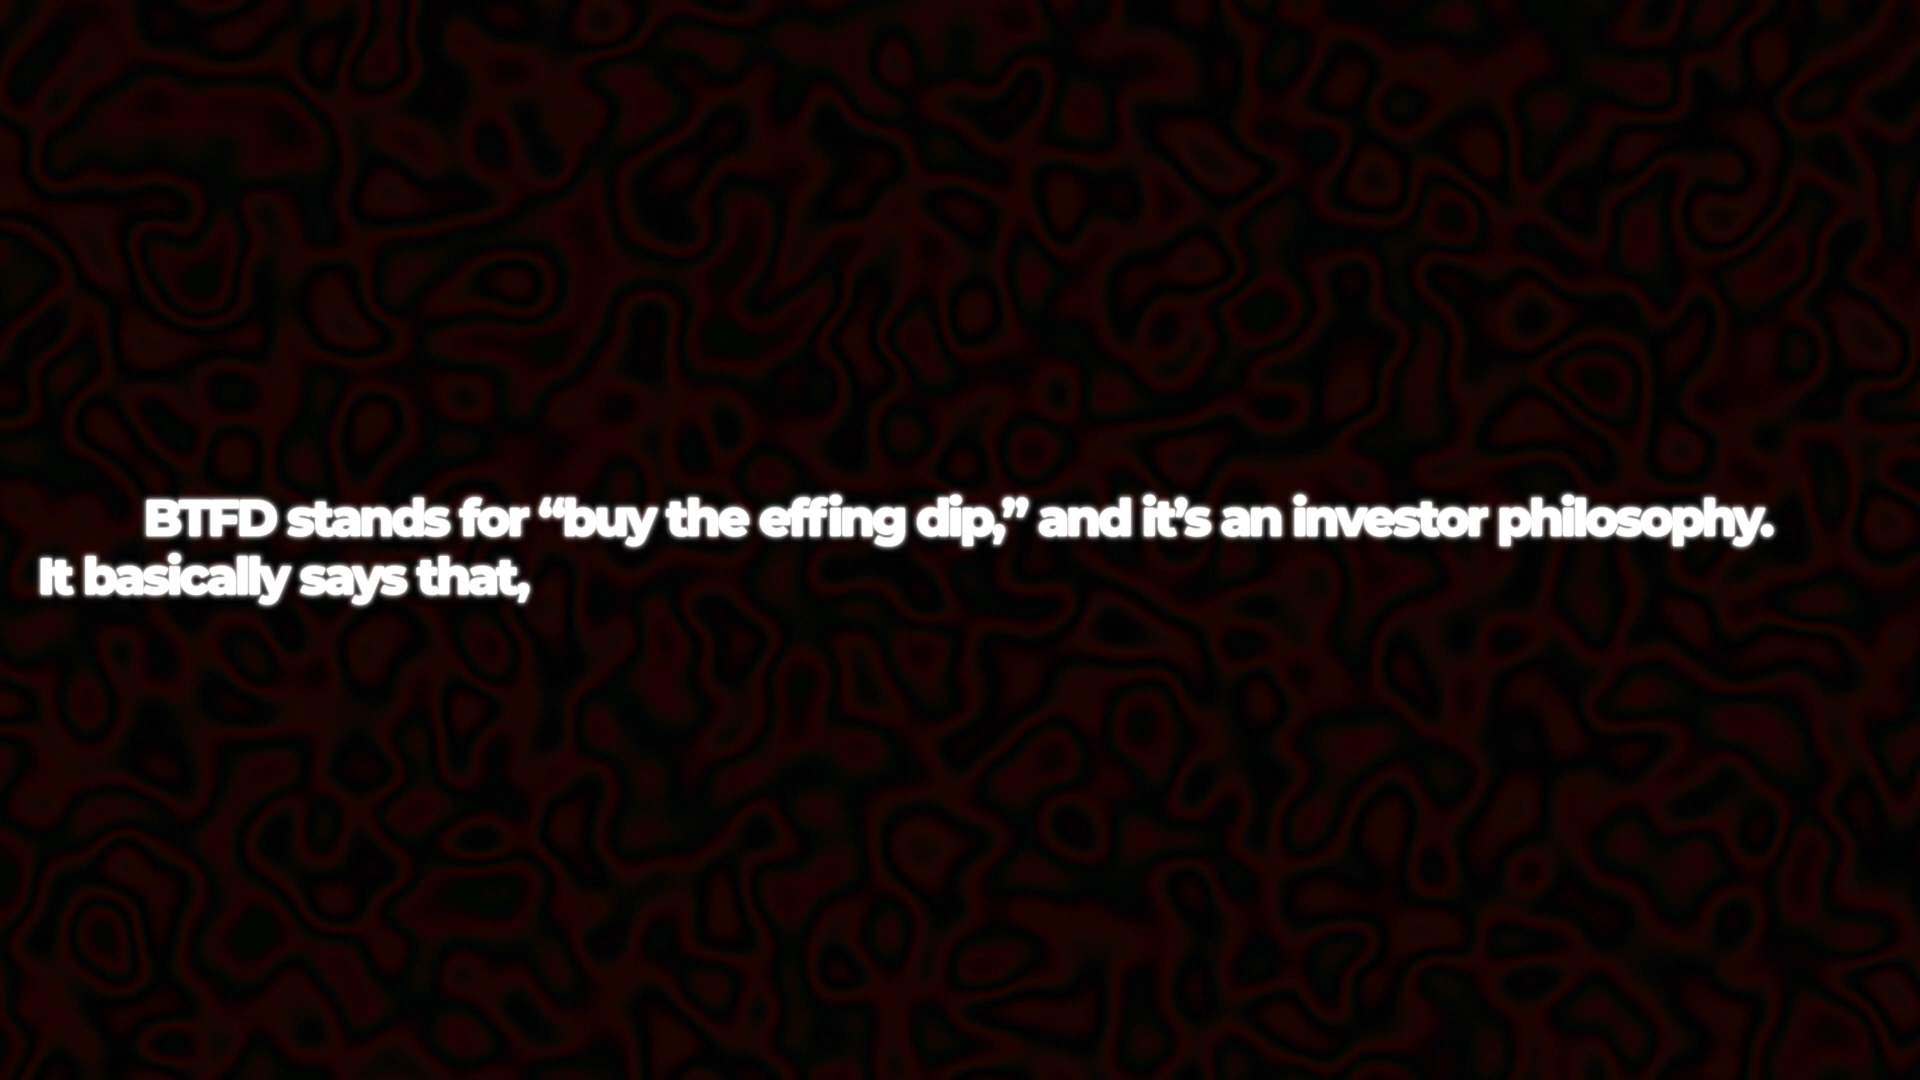 BTFD stands for “buy the effing dip,” and it’s an investor philosophy.
It basically says that,